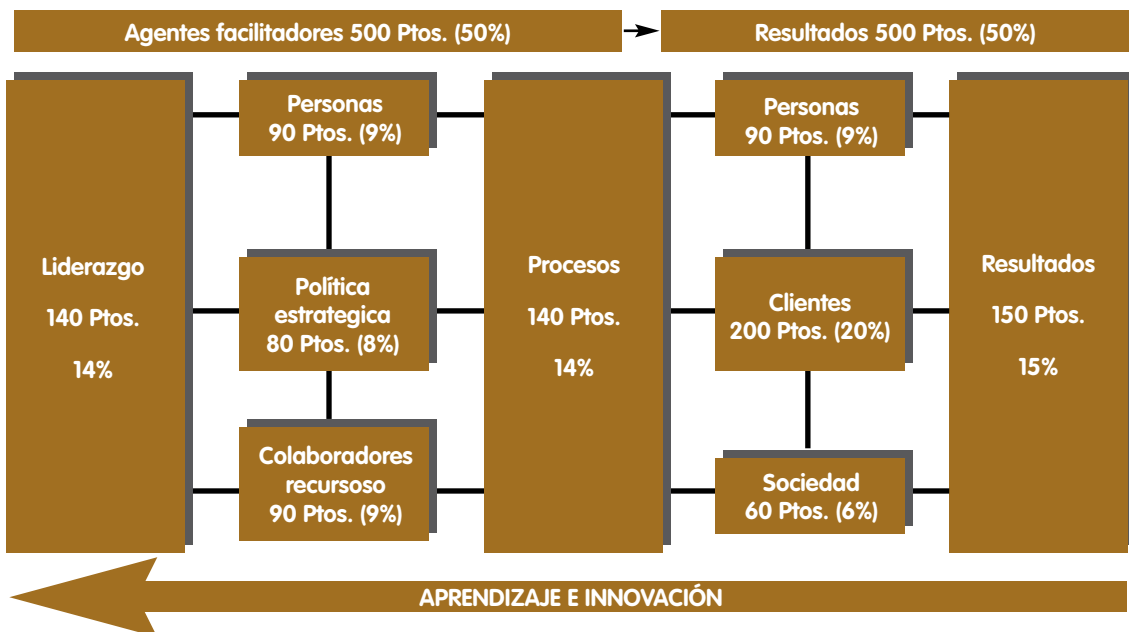 Agentes facilitadores 500 Ptos. (50%)
Resultados 500 Ptos. (50%)
Liderazgo
140 Ptos.
14%
Personas
90 Ptos. (9%)
Política
estrategica
80 Ptos. (8%)
Colaboradores
recursoso
90 Ptos. (9%)
Procesos
140 Ptos.
14%
Personas
90 Ptos. (9%)
Clientes
200 Ptos. (20%)
Sociedad
60 Ptos. (6%)
Resultados
150 Ptos.
15%
APRENDIZAJE E INNOVACIÓN